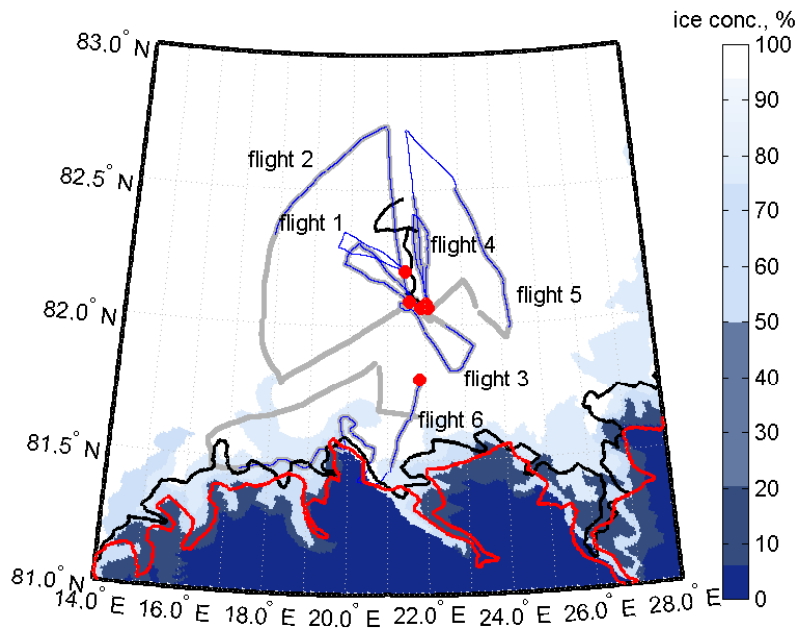 ice conc., %
83.0° N
100
90
flight 2
80
82.5° N
70
flight 1
60
flight 4
flight 5
82.0° N
50
40
flight 3
flight 6
30
81.5° N
20
10
81.0° N
0
14.0° E 16.0° E 18.0° E 20.0° E 22.0° E 24.0° E 26.0° E 28.0° E